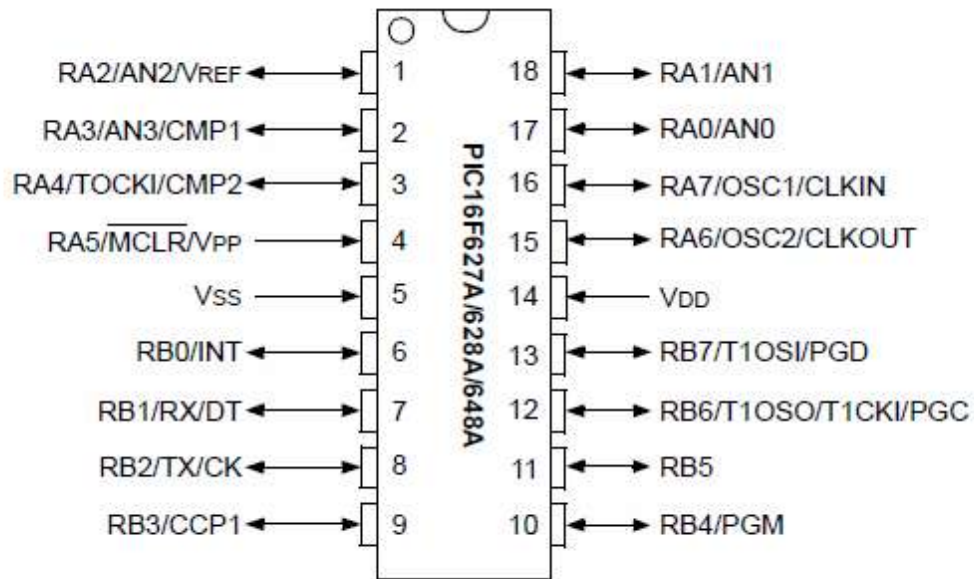 RA2/AN2/VREF 1 18 RA1/AN1
RA3/AN3/CMP1 2 17 RA0/AN0
RA4/TOCKI/CMP2 3 16 RA7/OSC1/CLKIN
RA5/MCLR/VPP 4 15 RA6/OSC2/CLKOUT
VSS 5 14 VDD
RB0/INT 6 13 RB7/T1OSI/PGD
RB1/RX/DT 7 12 RB6/T1OSO/T1CKI/PGC
RB2/TX/CK 8 11 RB5
RB3/CCP1 9 10 RB4/PGM
PIC16F627A/628A/648A